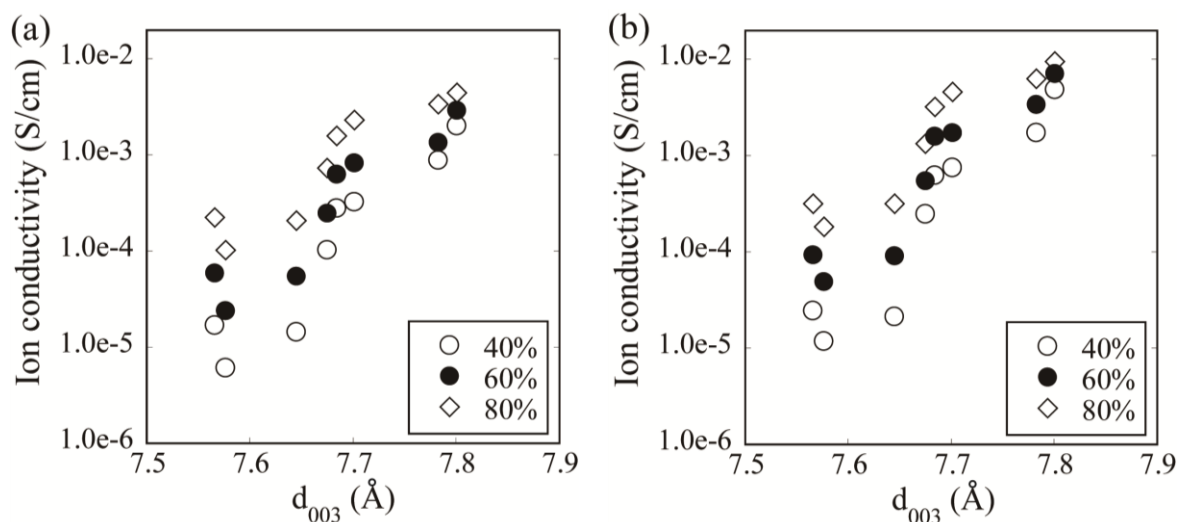 (a)
Ion conductivity (S/cm)
1.0e-2
1.0e-3
1.0e-4
1.0e-5
1.0e-6
40%
60%
80%
7.5 7.6 7.7 7.8 7.9
d003 (Å)
(b)
Ion conductivity (S/cm)
1.0e-2
1.0e-3
1.0e-4
1.0e-5
1.0e-6
40%
60%
80%
7.5 7.6 7.7 7.8 7.9
d003 (Å)